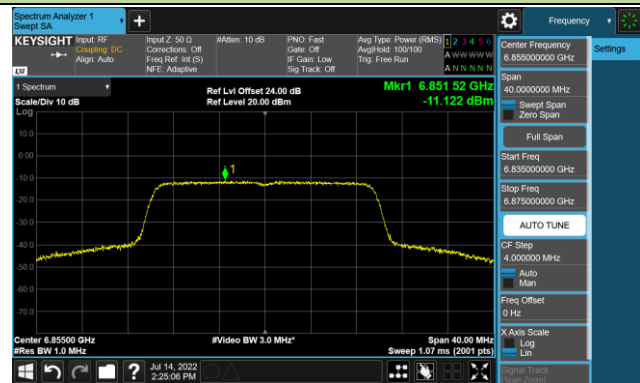 Spectrum Analyzer 1
Swept SA
Frequency
KEYSIGHT
Input: RF
Coupling: DC
Align: Auto
Input Z: 50 Ω
Corrections: Off
Freq Ref: Int (S)
NFE: Adaptive
#Atten: 10 dB
PNO: Fast
Gate: Off
IF Gain: Low
Sig Track: Off
Avg Type: Power (RMS)
Avg|Hold: 100/100
Trig: Free Run
1 2 3 4 5 6
A W W W W W
A N N N N N
LXI
1 Spectrum
Scale/Div 10 dB
Log
Ref Lvl Offset 24.00 dB
Ref Level 20.00 dBm
Mkr1 6.851 52 GHz
-11.122 dBm
10.0
0.00
-10.0
-20.0
-30.0
-40.0
-50.0
-60.0
-70.0
1
Center 6.85500 GHz
#Res BW 1.0 MHz
#Video BW 3.0 MHz*
Span 40.00 MHz
Sweep 1.07 ms (2001 pts)
Jul 14, 2022
2:25:06 PM
?
Center Frequency
6.855000000 GHz
Settings
Span
40.0000000 MHz
Swept Span
Zero Span
Full Span
Start Freq
6.835000000 GHz
Stop Freq
6.875000000 GHz
AUTO TUNE
CF Step
4.000000 MHz
Auto
Man
Freq Offset
0 Hz
X Axis Scale
Log
Lin
Signal Track
(Span Zoom)